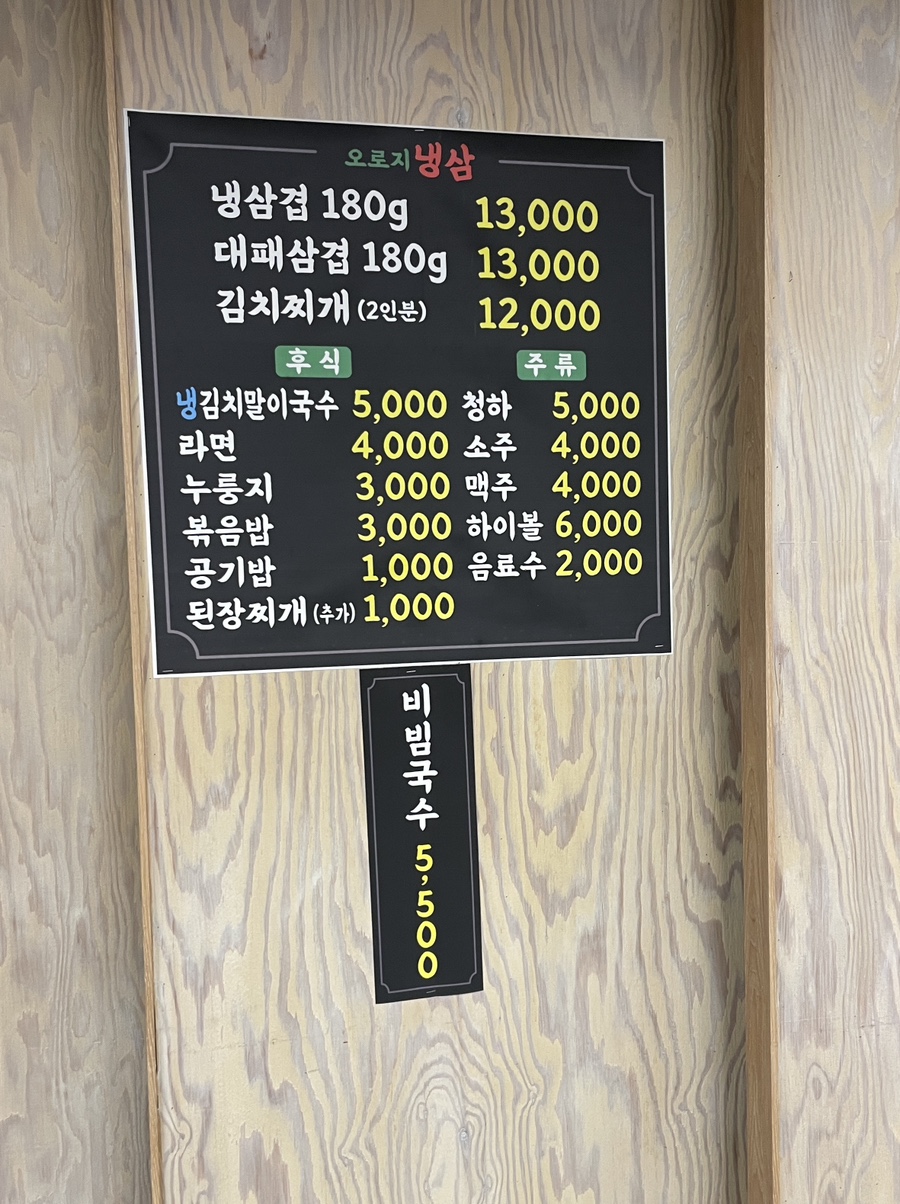 오로지냉삼
냉삼겹 180g 13,000
대패삼겹 180g 13,000
김치찌개 (2인분) 12,000
후식
냉김치말이국수 5,000
라면 4,000
누룽지 3,000
볶음밥 3,000
공기밥 1,000
된장찌개 (추가) 1,000
주류
청하 5,000
소주 4,000
맥주 4,000
하이볼 6,000
음료수 2,000
비빔국수 5,500